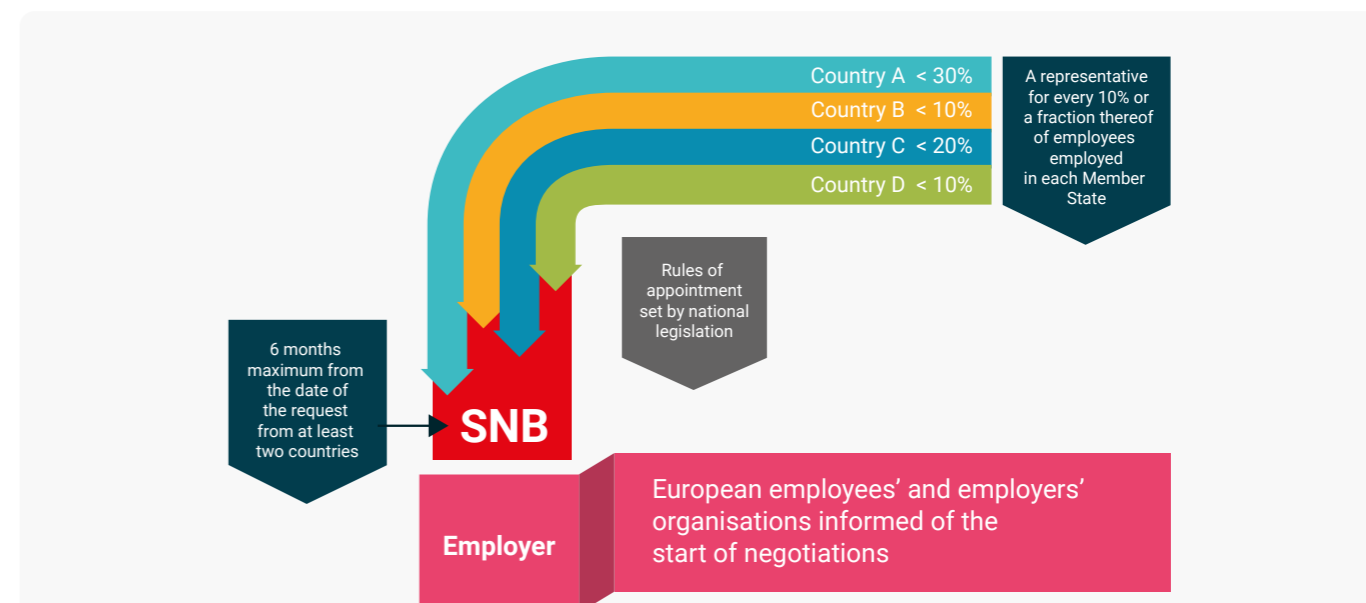 Country A < 30%
Country B < 10%
Country C < 20%
Country D < 10%
A representative
for every 10% or
a fraction thereof
of employees
employed
in each Member
State
Rules of
appointment
set by national
legislation
6 months
maximum from
the date of
the request
from at least
two countries
SNB
Employer
European employees’ and employers’
organisations informed of the
start of negotiations